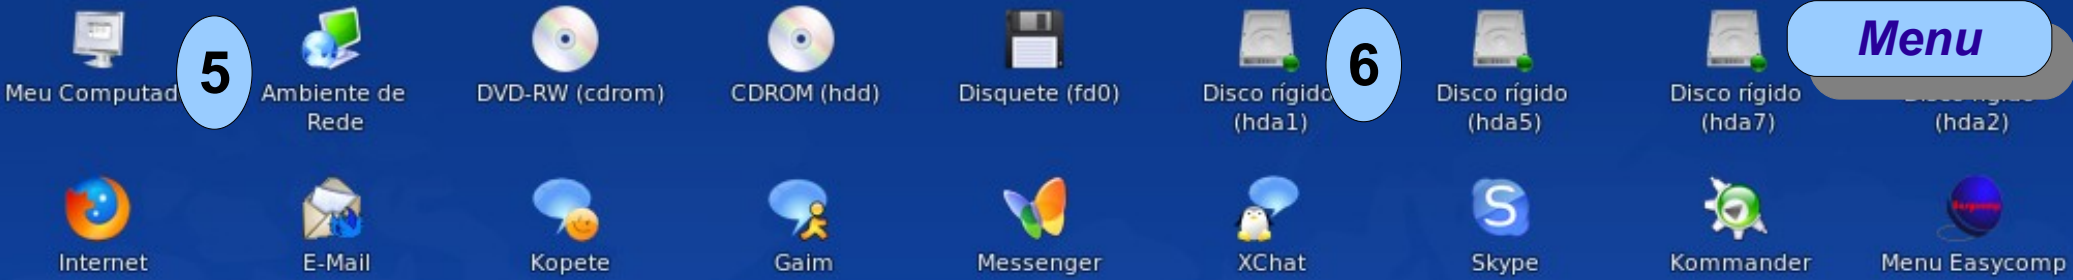 Meu Computad
5
Ambiente de
Rede
DVD-RW (cdrom)
CDROM (hdd)
Disquete (fd0)
Disco rígido
(hda1)
6
Disco rígido
(hda5)
Disco rígido
(hda7)
Menu
(hda2)
Internet
E-Mail
Kopete
Gaim
Messenger
XChat
Skype
Kommander
Menu Easycomp